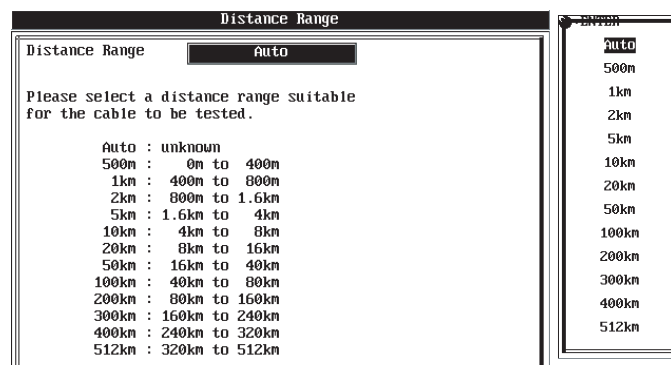 Distance Range
Distance Range Auto
Please select a distance range suitable
for the cable to be tested.
Auto : unknown
500m : 0m to 400m
1km : 400m to 800m
2km : 800m to 1.6km
5km : 1.6km to 4km
10km : 4km to 8km
20km : 8km to 16km
50km : 16km to 40km
100km : 40km to 80km
200km : 80km to 160km
300km : 160km to 240km
400km : 240km to 320km
512km : 320km to 512km
ENTER
Auto
500m
1km
2km
5km
10km
20km
50km
100km
200km
300km
400km
512km